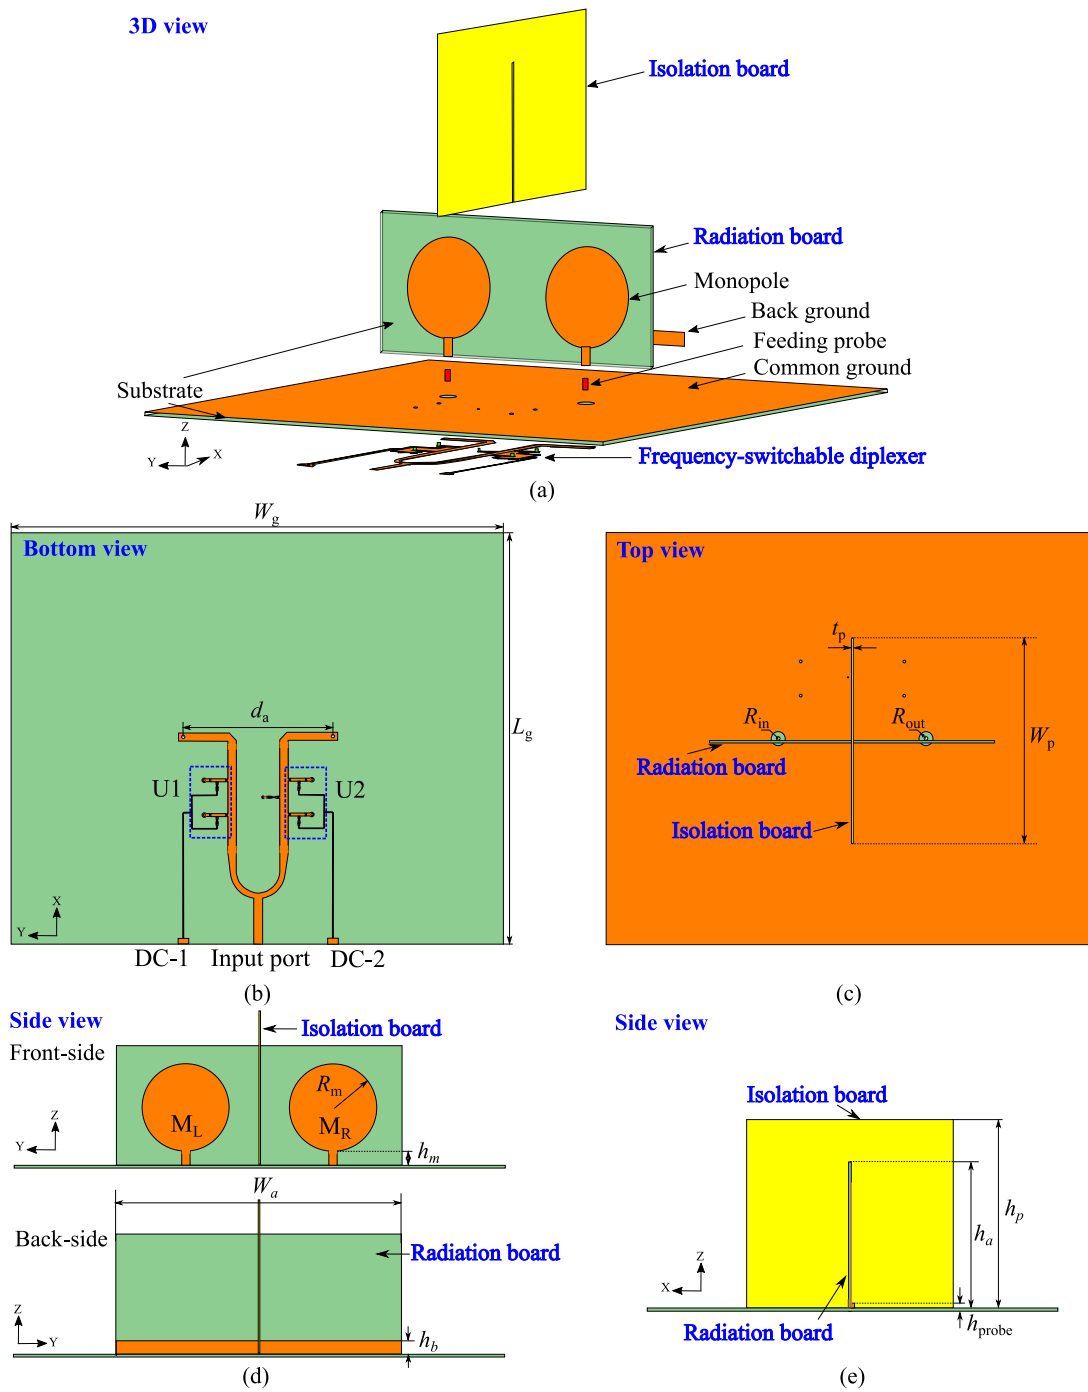 3D view
Isolation board
Radiation board
Monopole
Back ground
Feeding probe
Common ground
Substrate
Z
Y
X
Frequency-switchable diplexer
(a)
Wg
Bottom view
Top view
tp
da
Lg
Rin
Rout
Wp
Radiation board
U1
U2
Isolation board
X
Y
DC-1
Input port
DC-2
(b)
(c)
Side view
Isolation board
Side view
Front-side
Rm
Isolation board
Z
Y
ML
MR
hm
Wa
hp
Back-side
Radiation board
ha
Z
X
Z
Y
hb
Radiation board
hprobe
(d)
(e)